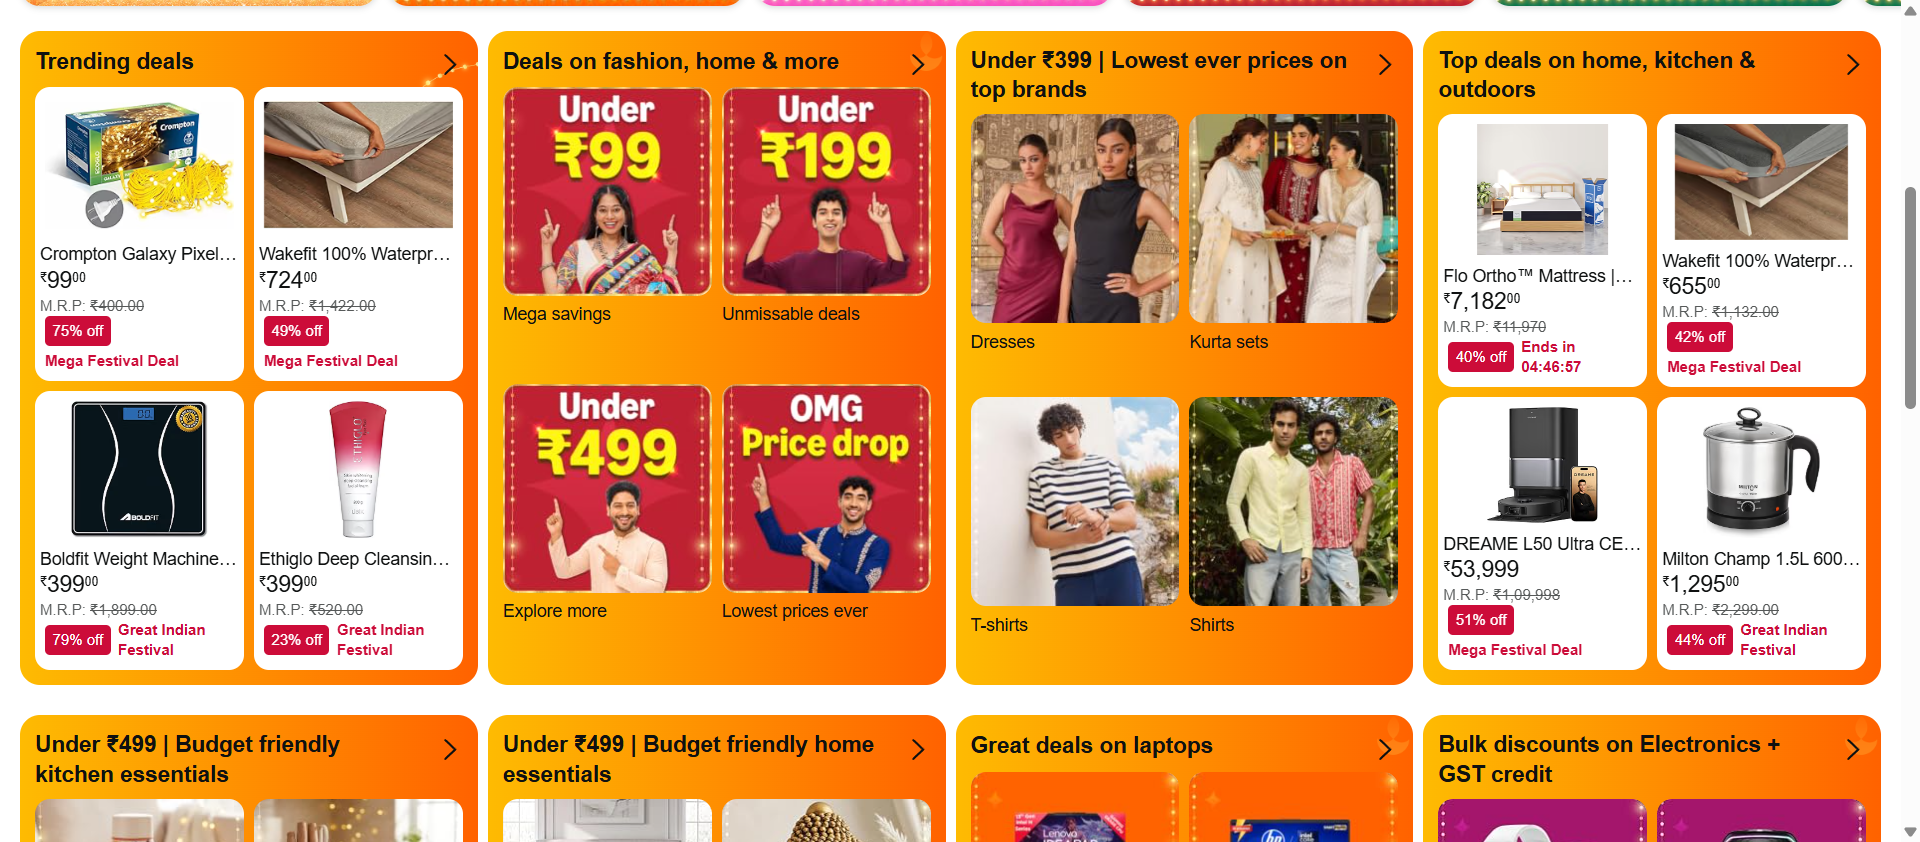 Trending deals
Crompton
Crompton Galaxy Pixel...
₹9900
M.R.P: ₹400.00
75% off
Mega Festival Deal
Wakefit 100% Waterpr...
₹72400
M.R.P: ₹1,422.00
49% off
Mega Festival Deal
BOLDFIT
Boldfit Weight Machine...
₹39900
M.R.P: ₹1,899.00
79% off
Great Indian
Festival
ETHIGLO
Ethiglo Deep Cleansin...
₹39900
M.R.P: ₹520.00
23% off
Great Indian
Festival
Deals on fashion, home & more
Under
₹99
Mega savings
Under
₹199
Unmissable deals
Under
₹499
Explore more
OMG
Price drop
Lowest prices ever
Under ₹399 | Lowest ever prices on
top brands
Dresses
Kurta sets
T-shirts
Shirts
Top deals on home, kitchen &
outdoors
Flo Ortho™ Mattress |...
₹7,18200
M.R.P: ₹11,970
40% off
Ends in
04:46:57
Wakefit 100% Waterpr...
₹65500
M.R.P: ₹1,132.00
42% off
Mega Festival Deal
DREAME
DREAME L50 Ultra CE...
₹53,999
M.R.P: ₹1,09,998
51% off
Mega Festival Deal
MILTON
Milton Champ 1.5L 600...
₹1,29500
M.R.P: ₹2,299.00
44% off
Great Indian
Festival
Under ₹499 | Budget friendly
kitchen essentials
Under ₹499 | Budget friendly home
essentials
Great deals on laptops
Lenovo
hp
intel
Bulk discounts on Electronics +
GST credit